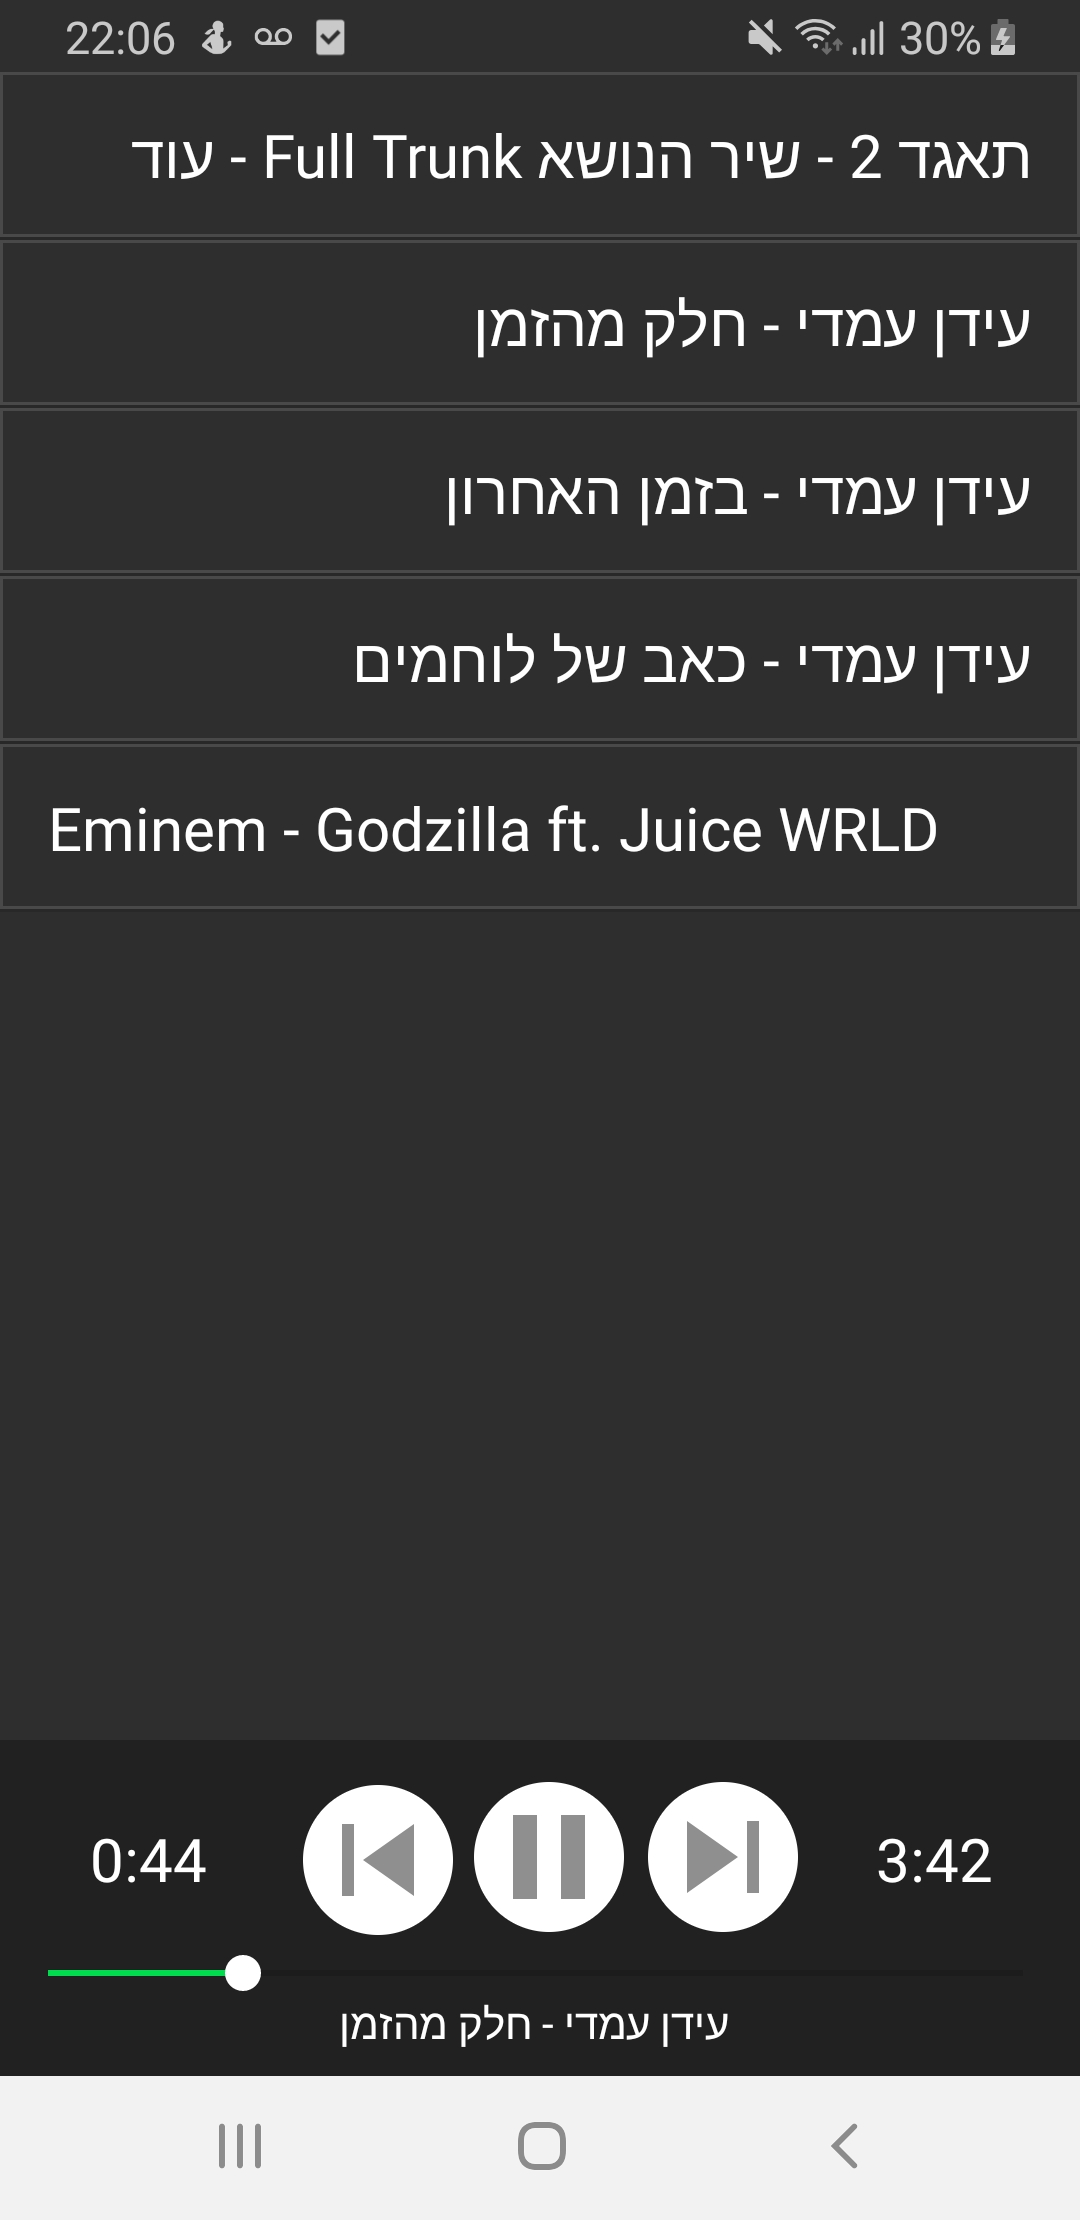 22:06
30%
תאגד 2 - שיר הנושא Full Trunk - עוד
עידן עמדי - חלק מהזמן
עידן עמדי - בזמן האחרון
עידן עמדי - כאב של לוחמים
Eminem - Godzilla ft. Juice WRLD
0:44
3:42
עידן עמדי - חלק מהזמן